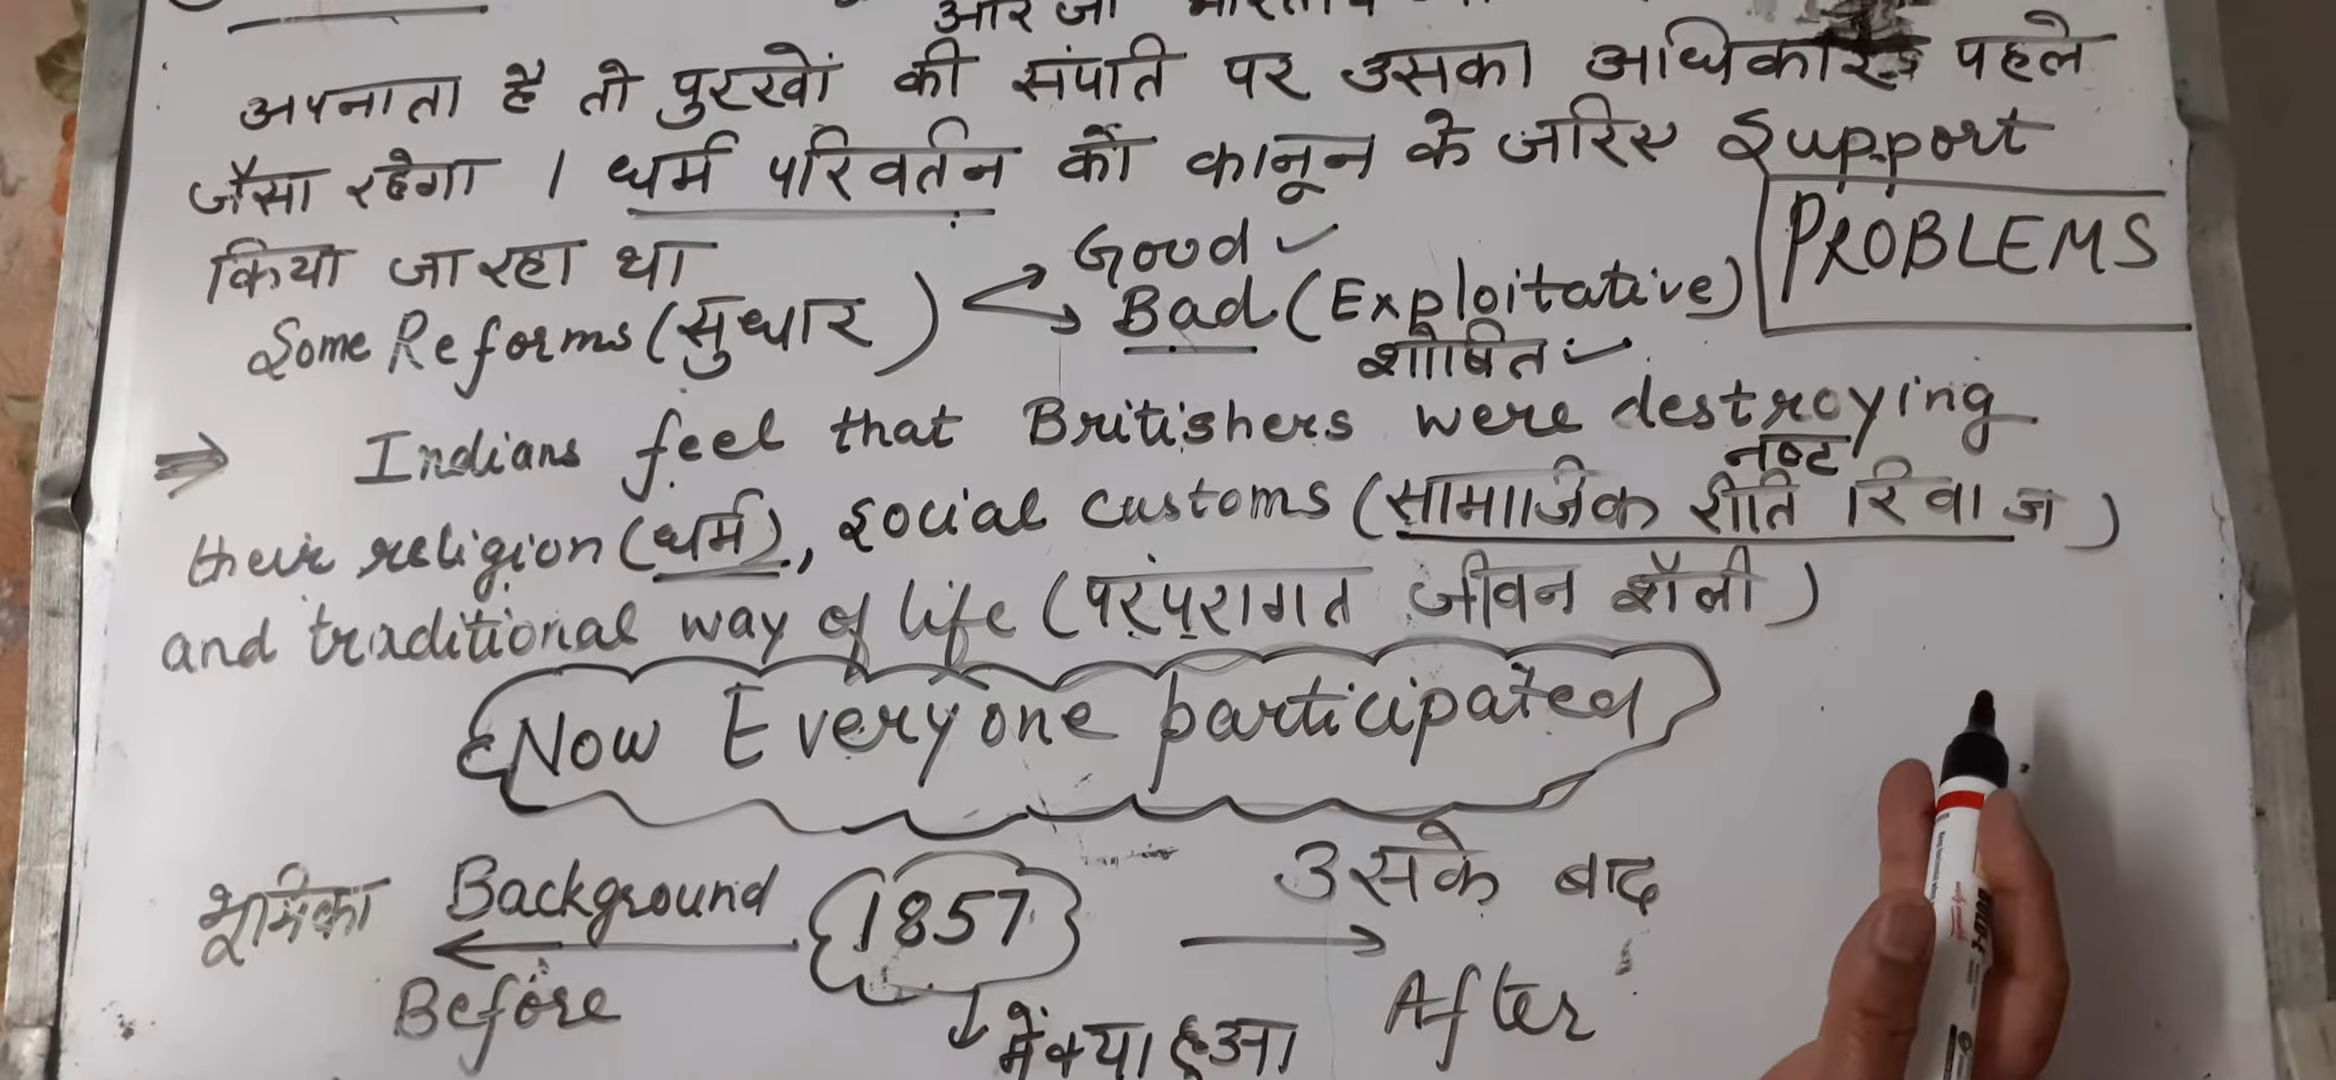 और जो भारतीय
अपनाता है तो पुरखों की संपति पर उसका अधिकार पहले
जैसा रहेगा । धर्म परिवर्तन को कानून के जरिए Support
किया जा रहा था
PROBLEMS
Good ✓
Some Reforms (सुधार) Bad (Exploitative)
शोषित ✓
⇒ Indians feel that Britishers were destroying
नष्ट
their religion (धर्म), social customs (सामाजिक रीति रिवाज)
and traditional way of life (परंपरागत जीवन शैली)
Now Everyone participated
भूमिका Background 1857 उसके बाद
Before After
↓ में क्या हुआ